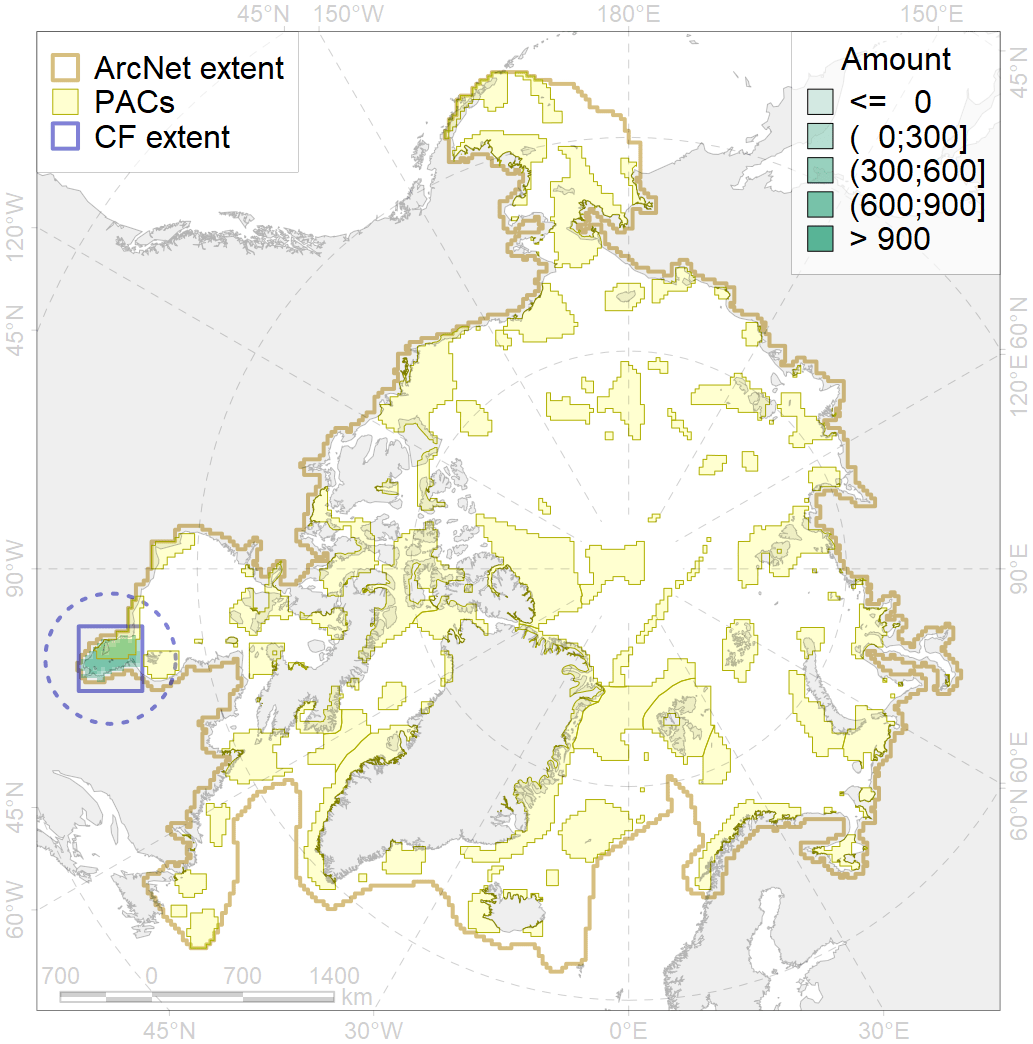 45°N 150°W 180°E 150°E
ArcNet extent
PACs
CF extent
Amount
<= 0
( 0;300]
(300;600]
(600;900]
> 900
45°N
120°W
60°N
45°N
120°E
90°W
90°E
60°E
45°N
60°N
60°W
700 0 700 1400
km
45°N 30°W 0°E 30°E